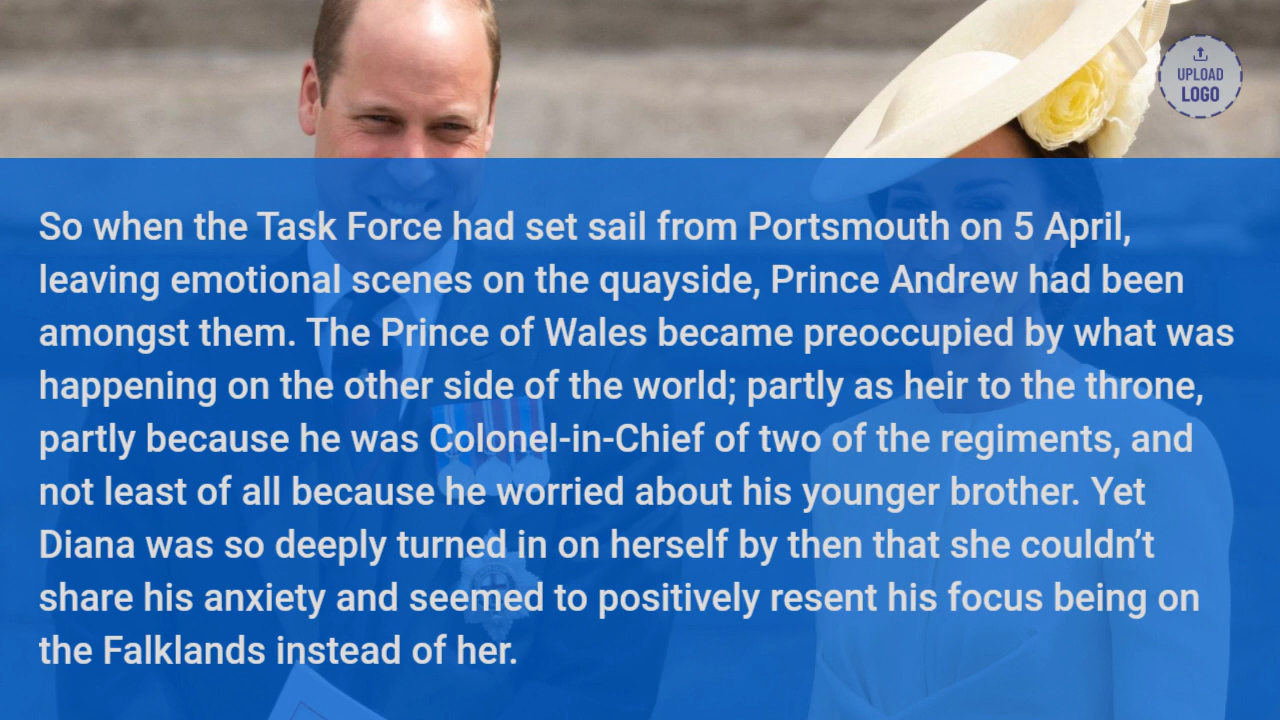 UPLOAD
LOGO
So when the Task Force had set sail from Portsmouth on 5 April,
leaving emotional scenes on the quayside, Prince Andrew had been
amongst them. The Prince of Wales became preoccupied by what was
happening on the other side of the world; partly as heir to the throne,
partly because he was Colonel-in-Chief of two of the regiments, and
not least of all because he worried about his younger brother. Yet
Diana was so deeply turned in on herself by then that she couldn’t
share his anxiety and seemed to positively resent his focus being on
the Falklands instead of her.